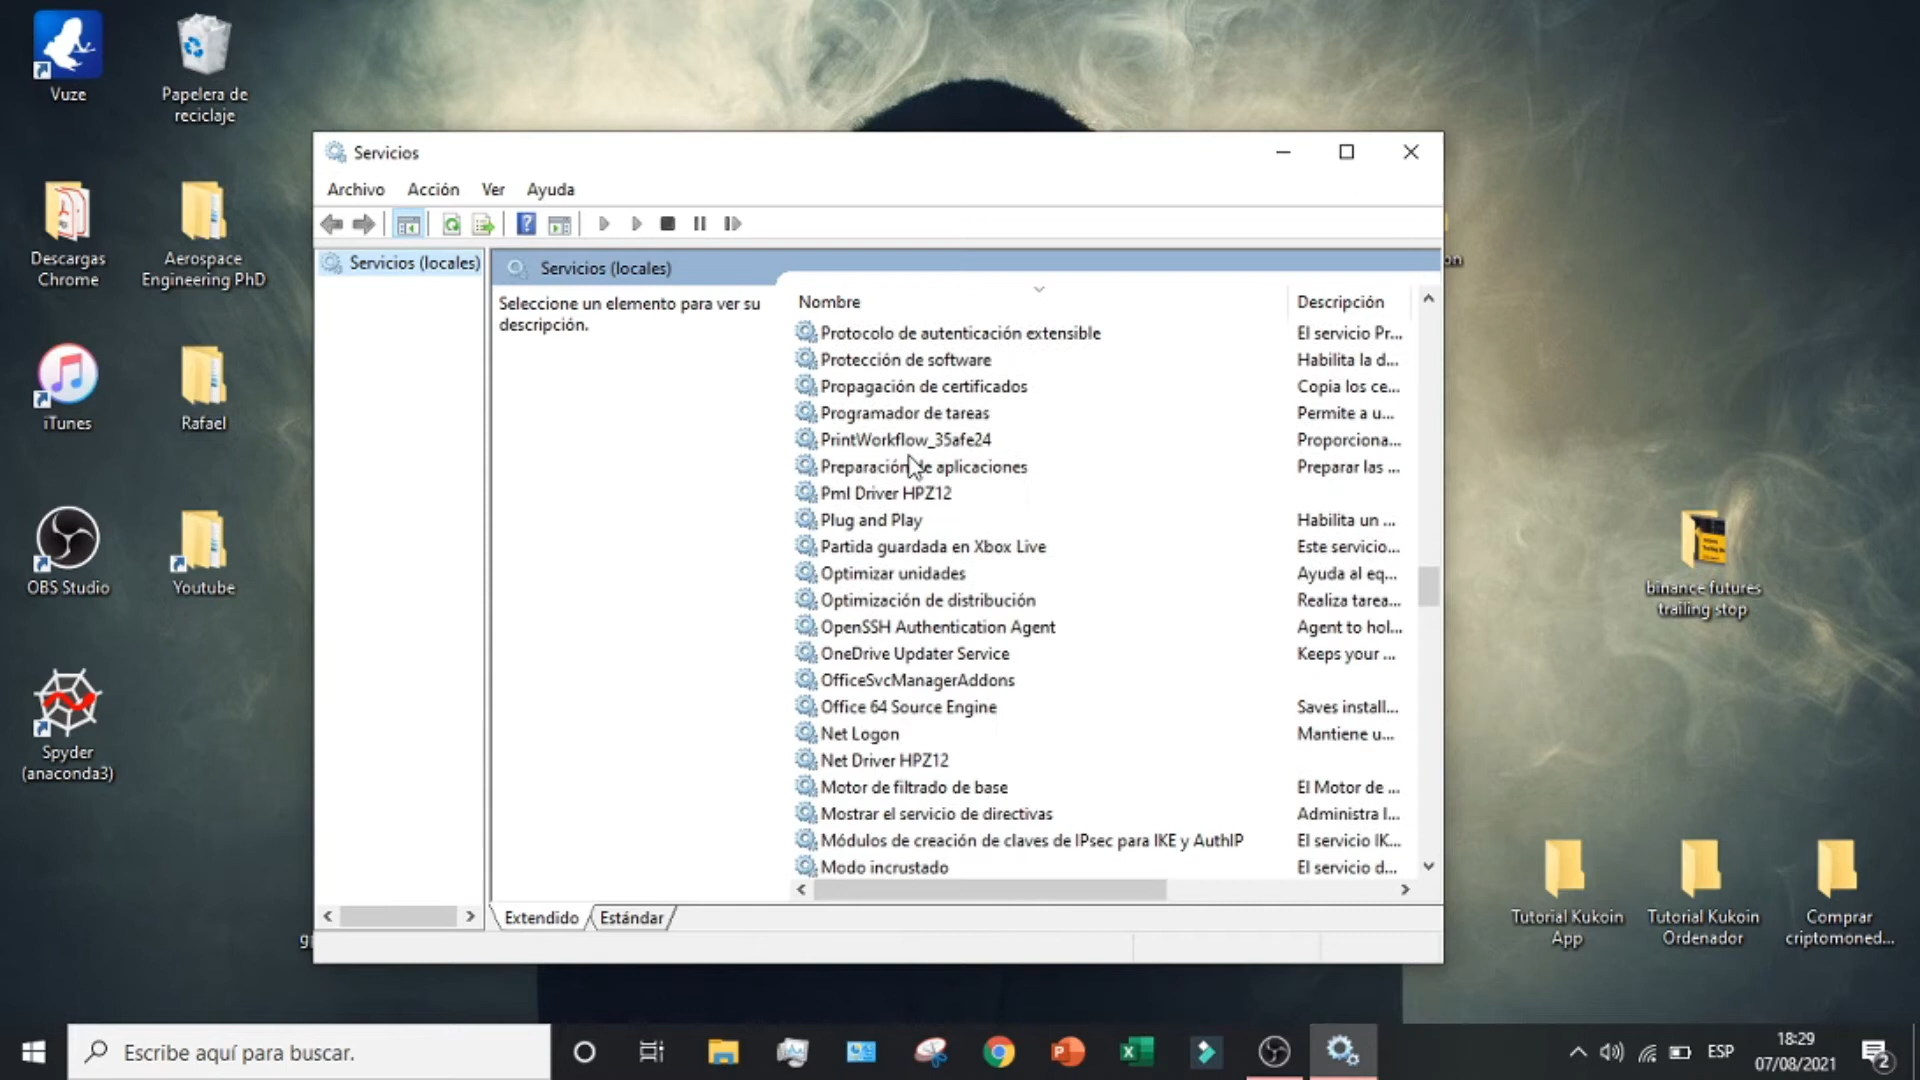 Vuze
Papelera de
reciclaje
Descargas
Chrome
Aerospace
Engineering PhD
iTunes
Rafael
OBS Studio
Youtube
Spyder
(anaconda3)
Servicios
Archivo Acción Ver Ayuda
Servicios (locales)
Servicios (locales)
Seleccione un elemento para ver su
descripción.
Nombre Descripción
Protocolo de autenticación extensible El servicio Pr...
Protección de software Habilita la d...
Propagación de certificados Copia los ce...
Programador de tareas Permite a u...
PrintWorkflow_35afe24 Proporciona...
Preparación de aplicaciones Preparar las ...
Pml Driver HPZ12
Plug and Play Habilita un ...
Partida guardada en Xbox Live Este servicio...
Optimizar unidades Ayuda al eq...
Optimización de distribución Realiza tarea...
OpenSSH Authentication Agent Agent to hol...
OneDrive Updater Service Keeps your ...
OfficeSvcManagerAddons
Office 64 Source Engine Saves install...
Net Logon Mantiene u...
Net Driver HPZ12
Motor de filtrado de base El Motor de ...
Mostrar el servicio de directivas Administra l...
Módulos de creación de claves de IPsec para IKE y AuthIP El servicio IK...
Modo incrustado El servicio d...
Extendido Estándar
binance futures
trailing stop
Tutorial Kukoin
App
Tutorial Kukoin
Ordenador
Comprar
criptomoned...
Escribe aquí para buscar.
ESP
18:29
07/08/2021
2